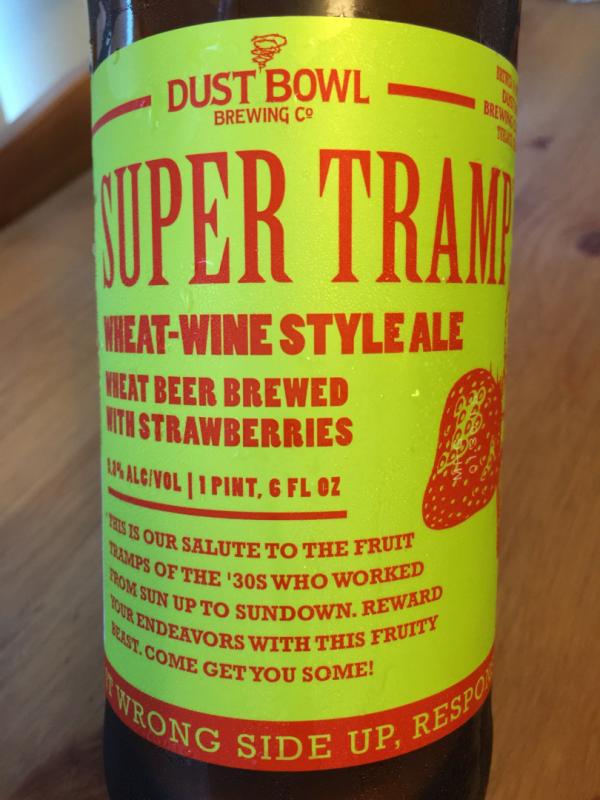 DUST BOWL
BREWING Cº
SUPER TRAMP
WHEAT-WINE STYLE ALE
WHEAT BEER BREWED
WITH STRAWBERRIES
ALC/VOL | 1 PINT, 6 FL OZ
THIS IS OUR SALUTE TO THE FRUIT
TRAMPS OF THE '30S WHO WORKED
FROM SUN UP TO SUNDOWN. REWARD
YOUR ENDEAVORS WITH THIS FRUITY
BEAST. COME GET YOU SOME!
WRONG SIDE UP,